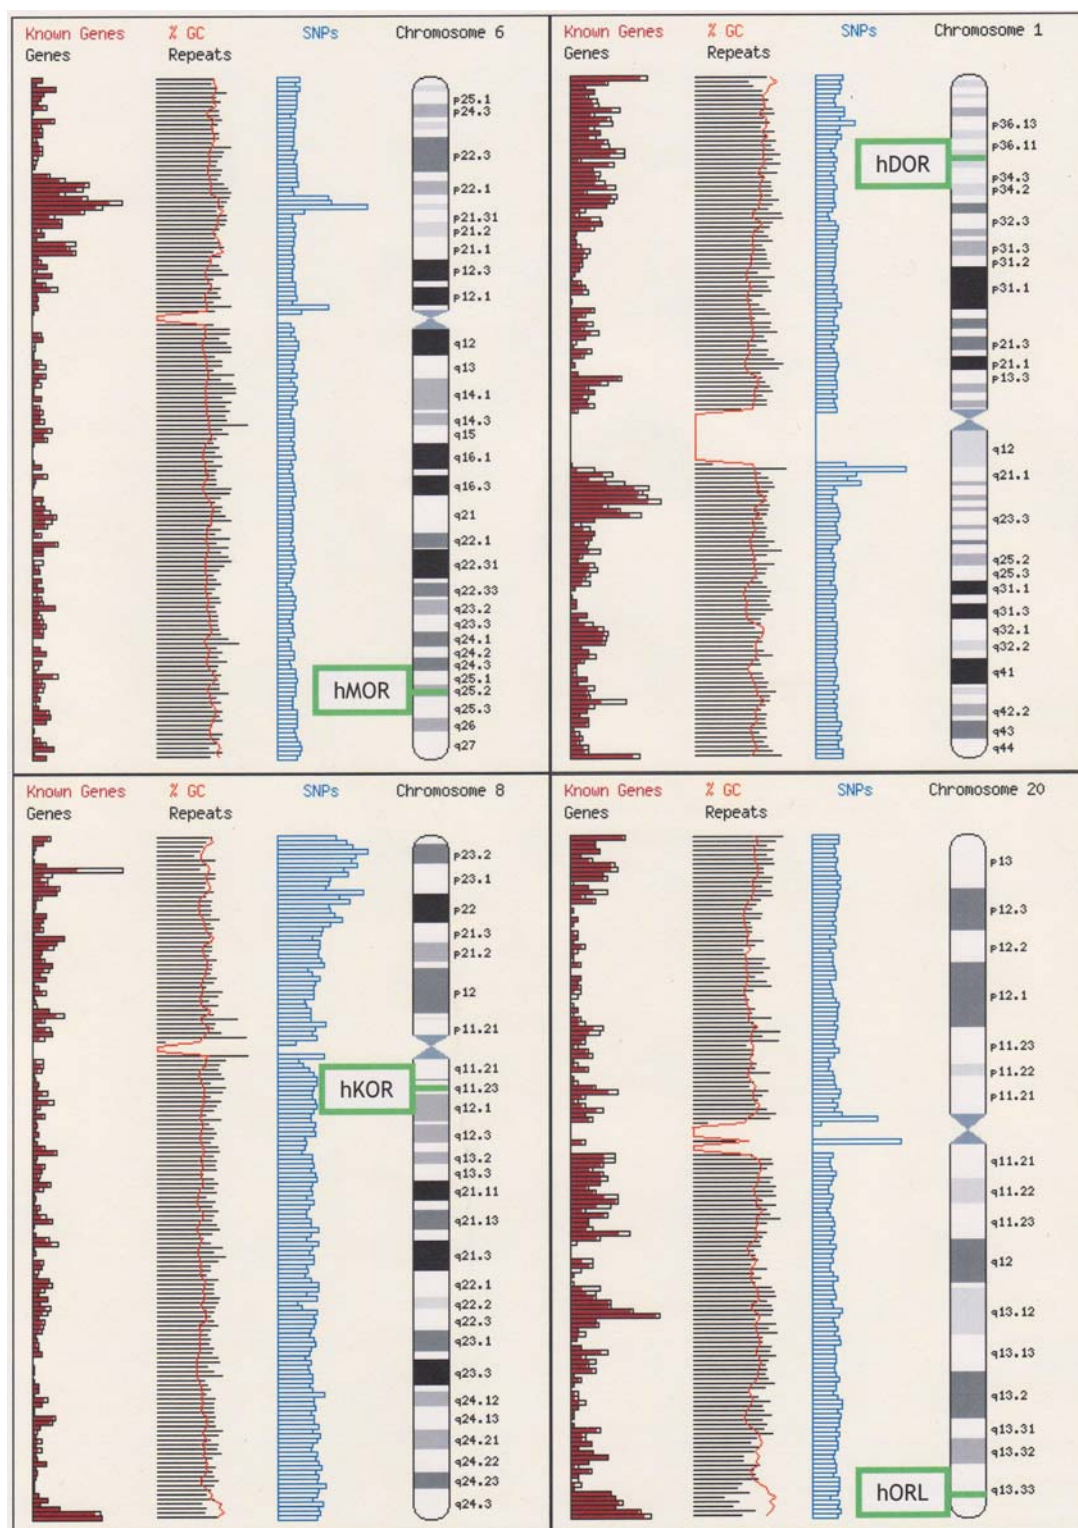 Known Genes % GC SNPs Chromosome 6
Genes Repeats
p25.1
p24.3
p22.3
p22.1
p21.31
p21.2
p21.1
p12.3
p12.1
q12
q13
q14.1
q14.3
q15
q16.1
q16.3
q21
q22.1
q22.31
q22.33
q23.2
q23.3
q24.1
q24.2
q24.3
q25.1
hMOR
q25.2
q25.3
q26
q27
Known Genes % GC SNPs Chromosome 1
Genes Repeats
p36.13
p36.11
hDOR
p34.3
p34.2
p32.3
p31.3
p31.2
p31.1
p21.3
p21.1
p13.3
q12
q21.1
q23.3
q25.2
q25.3
q31.1
q31.3
q32.1
q32.2
q41
q42.2
q43
q44
Known Genes % GC SNPs Chromosome 8
Genes Repeats
p23.2
p23.1
p22
p21.3
p21.2
p12
p11.21
q11.21
hKOR
q11.23
q12.1
q12.3
q13.2
q13.3
q21.11
q21.13
q21.3
q22.1
q22.2
q22.3
q23.1
q23.3
q24.12
q24.13
q24.21
q24.22
q24.23
q24.3
Known Genes % GC SNPs Chromosome 20
Genes Repeats
p13
p12.3
p12.2
p12.1
p11.23
p11.22
p11.21
q11.21
q11.22
q11.23
q12
q13.12
q13.13
q13.2
q13.31
q13.32
q13.33
hORL